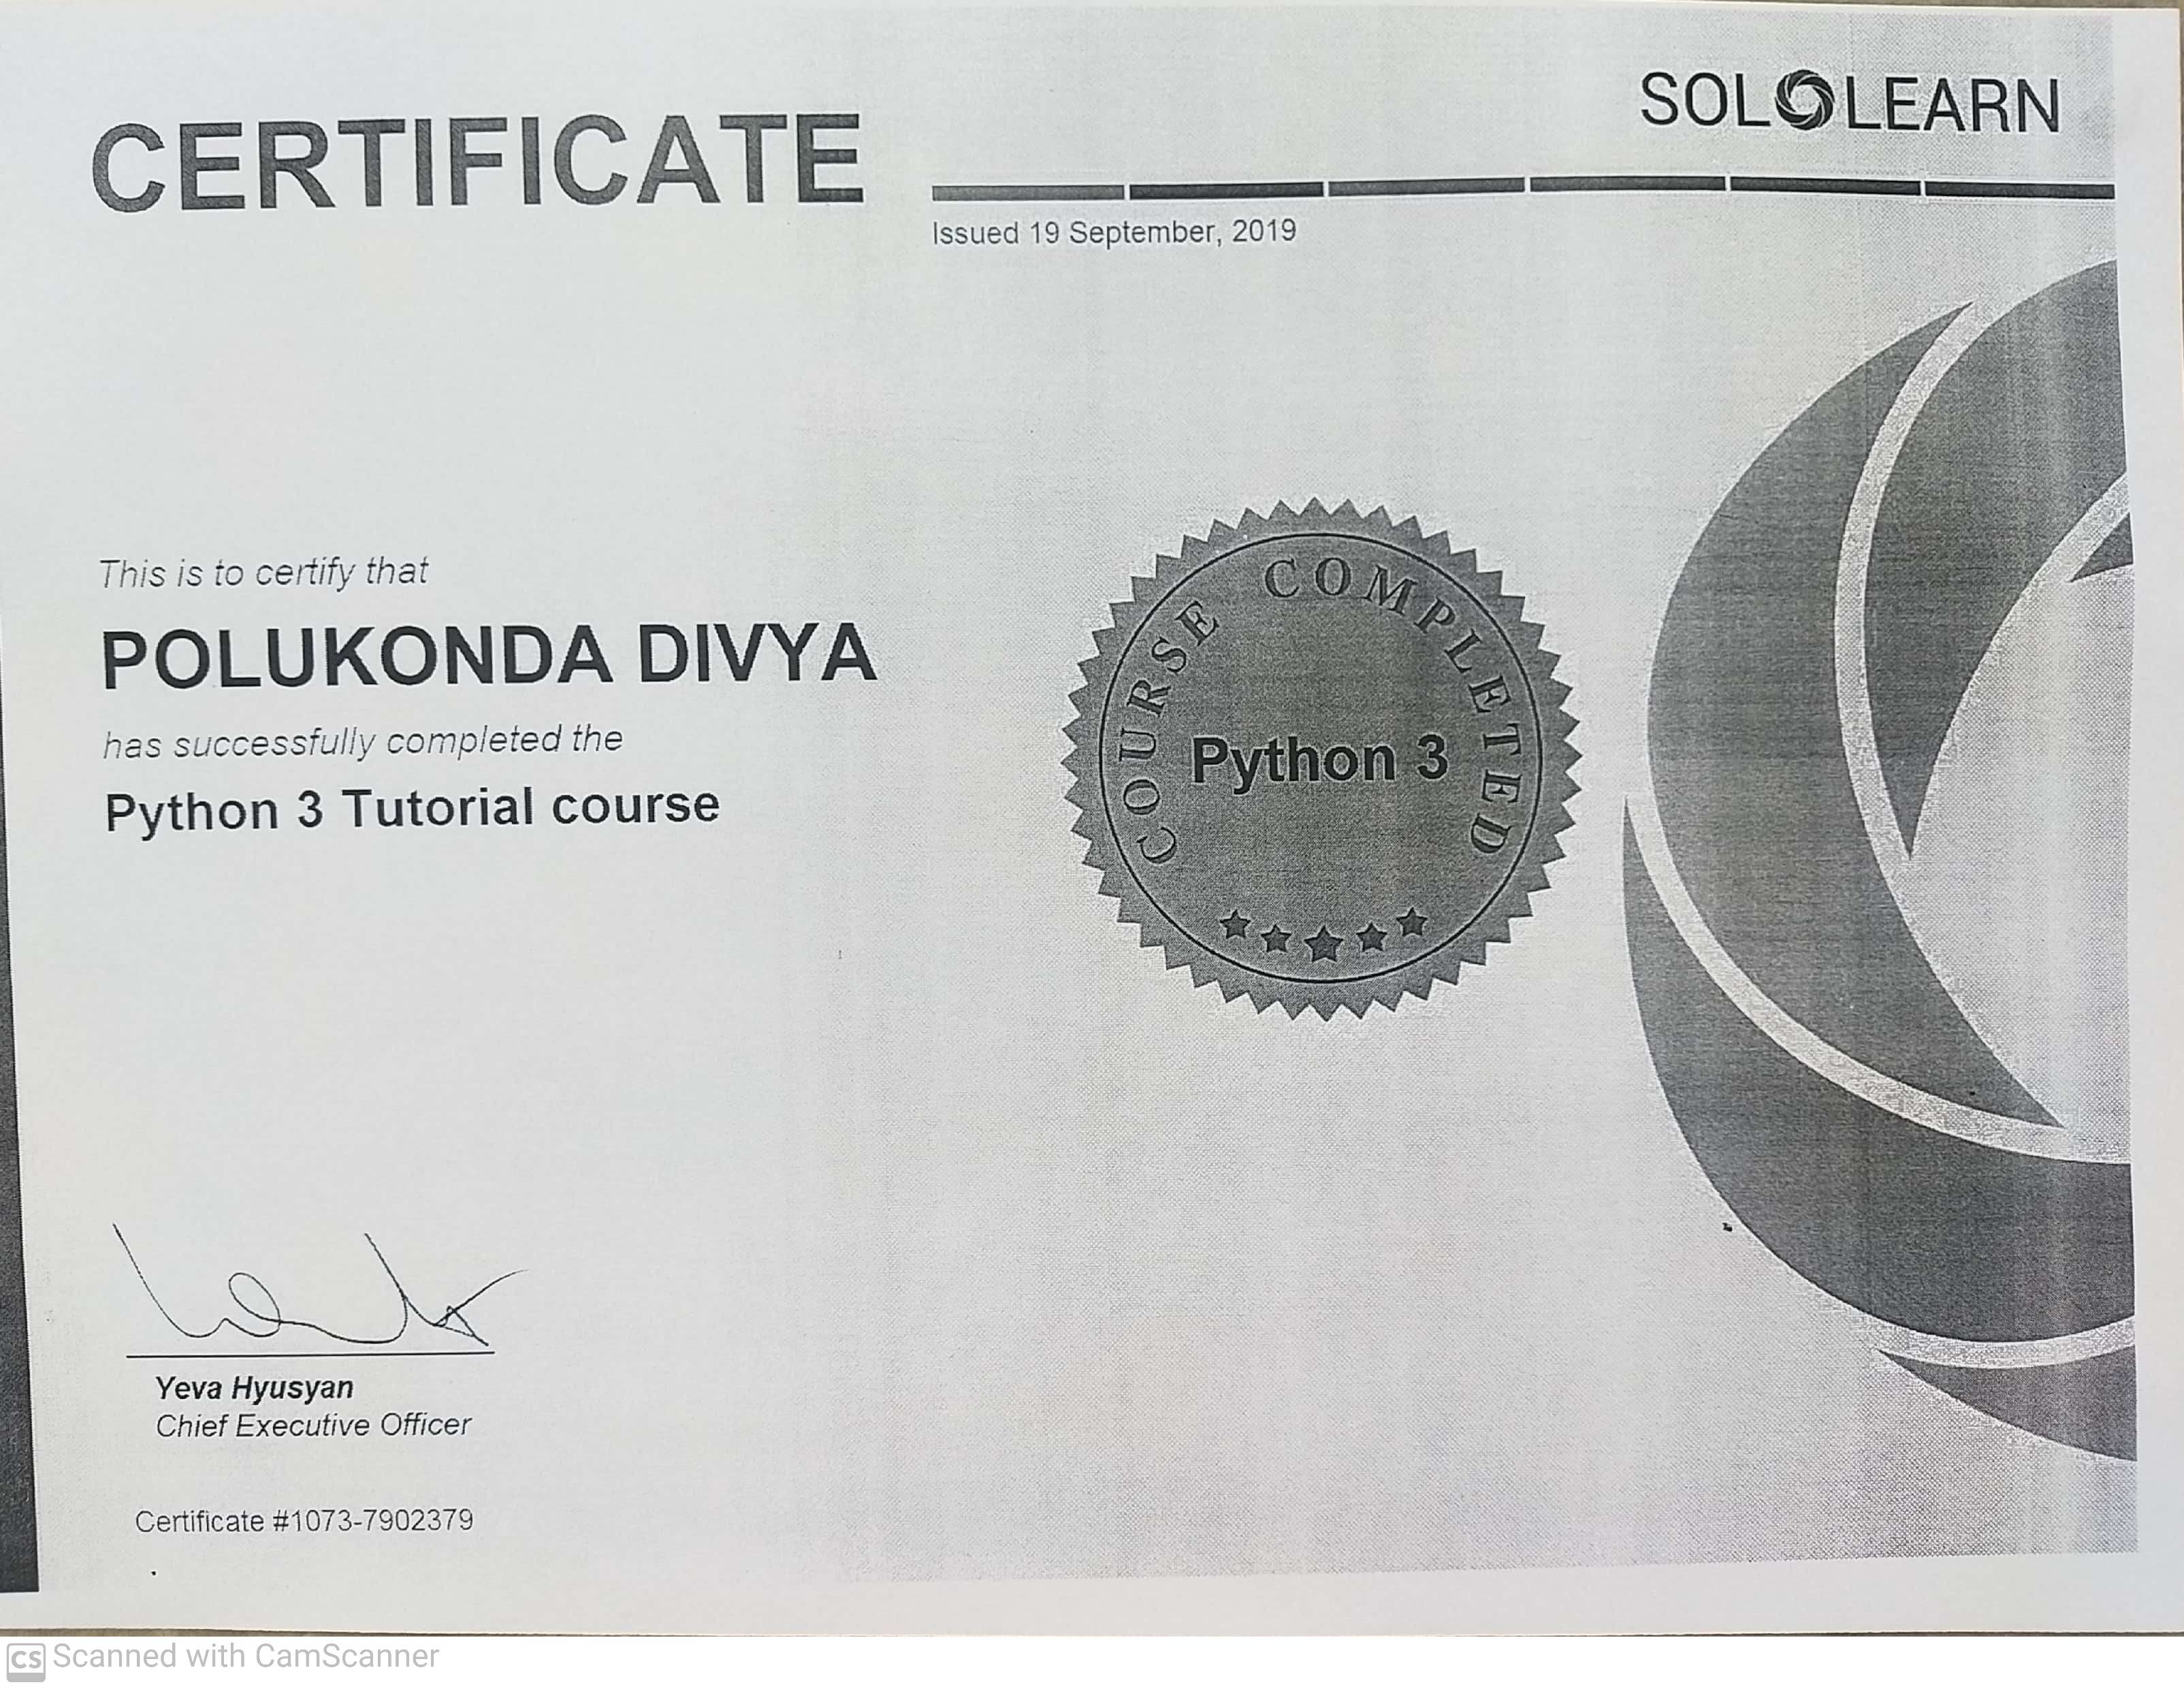 CERTIFICATE
SOLOLEARN
Issued 19 September, 2019
This is to certify that
POLUKONDA DIVYA
has successfully completed the
Python 3 Tutorial course
COURSE COMPLETED
Python 3
Yeva Hyusyan
Chief Executive Officer
Certificate #1073-7902379
CS Scanned with CamScanner